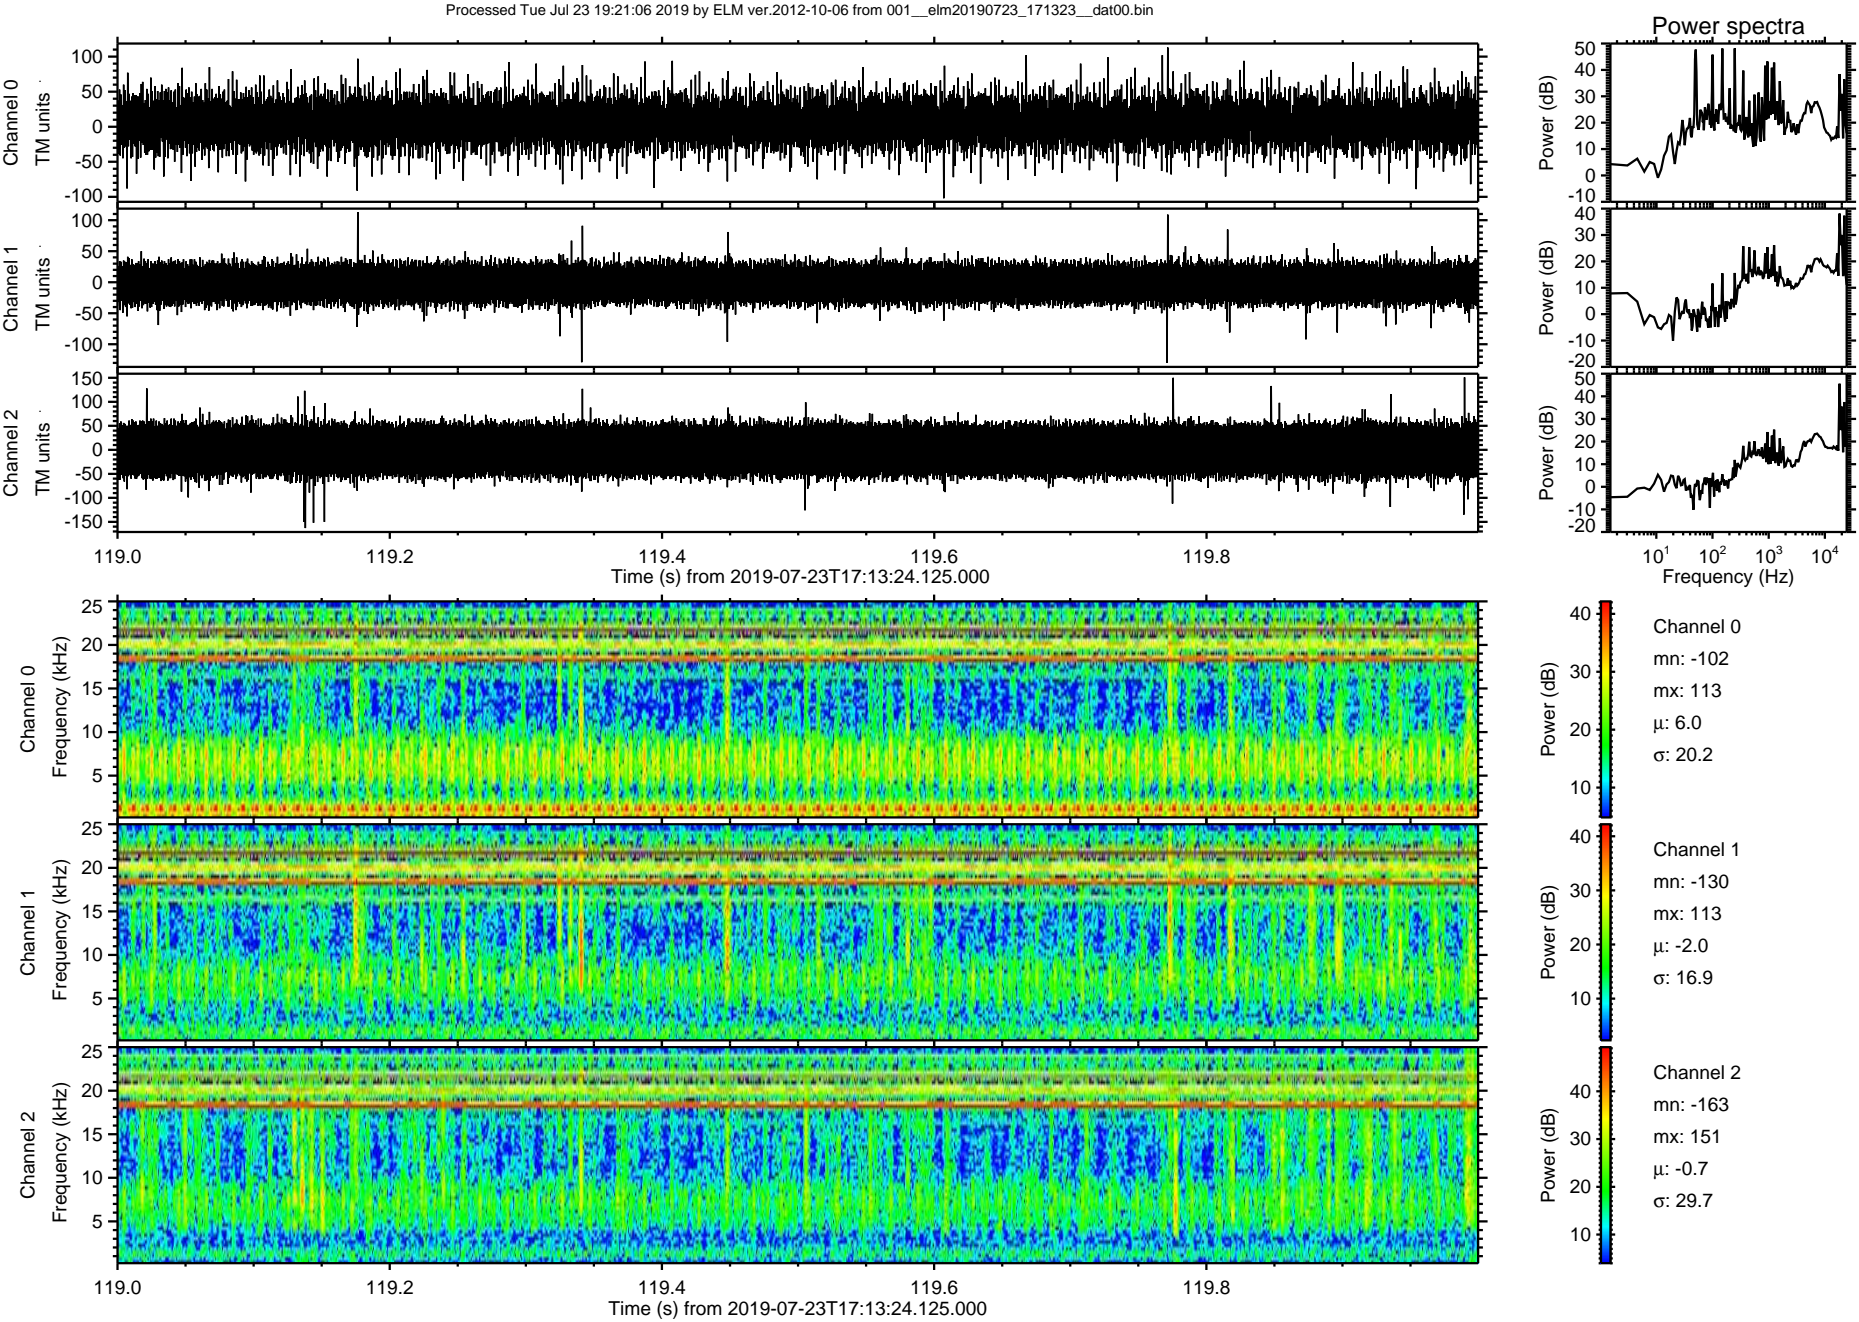 Processed Tue Jul 23 19:21:06 2019 by ELM ver.2012-10-06 from 001__elm20190723_171323__dat00.bin
Power spectra
Channel 0
TM units
100
50
0
-50
-100
Power (dB)
50
40
30
20
10
0
-10
Channel 1
TM units
100
50
0
-50
-100
Power (dB)
40
30
20
10
0
-10
-20
Channel 2
TM units
150
100
50
0
-50
-100
-150
Power (dB)
50
40
30
20
10
0
-10
-20
119.0 119.2 119.4 119.6 119.8
Time (s) from 2019-07-23T17:13:24.125.000
10¹ 10² 10³ 10⁴
Frequency (Hz)
Channel 0
Frequency (kHz)
25
20
15
10
5
Power (dB)
40
30
20
10
Channel 0
mn: -102
mx: 113
μ: 6.0
σ: 20.2
Channel 1
Frequency (kHz)
25
20
15
10
5
Power (dB)
40
30
20
10
Channel 1
mn: -130
mx: 113
μ: -2.0
σ: 16.9
Channel 2
Frequency (kHz)
25
20
15
10
5
Power (dB)
40
30
20
10
Channel 2
mn: -163
mx: 151
μ: -0.7
σ: 29.7
119.0 119.2 119.4 119.6 119.8
Time (s) from 2019-07-23T17:13:24.125.000